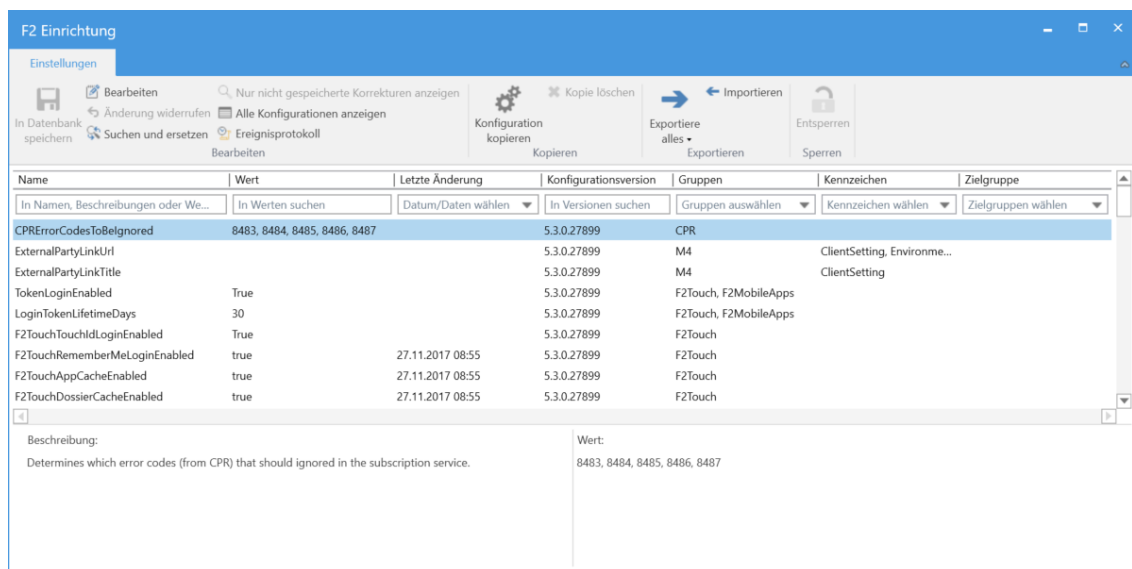 F2 Einrichtung
Einstellungen
In Datenbank speichern
Bearbeiten
Änderung widerrufen
Suchen und ersetzen
Nur nicht gespeicherte Korrekturen anzeigen
Alle Konfigurationen anzeigen
Ereignisprotokoll
Bearbeiten
Konfiguration kopieren
Kopie löschen
Kopieren
Exportiere alles
Importieren
Exportieren
Entsperren
Sperren
Name Wert Letzte Änderung Konfigurationsversion Gruppen Kennzeichen Zielgruppe
In Namen, Beschreibungen oder We... In Werten suchen Datum/Daten wählen In Versionen suchen Gruppen auswählen Kennzeichen wählen Zielgruppen wählen
CPRErrorCodesToBeIgnored 8483, 8484, 8485, 8486, 8487 5.3.0.27899 CPR
ExternalPartyLinkUrl 5.3.0.27899 M4 ClientSetting, Environme...
ExternalPartyLinkTitle 5.3.0.27899 M4 ClientSetting
TokenLoginEnabled True 5.3.0.27899 F2Touch, F2MobileApps
LoginTokenLifetimeDays 30 5.3.0.27899 F2Touch, F2MobileApps
F2TouchTouchIdLoginEnabled True 5.3.0.27899 F2Touch
F2TouchRememberMeLoginEnabled true 27.11.2017 08:55 5.3.0.27899 F2Touch
F2TouchAppCacheEnabled true 27.11.2017 08:55 5.3.0.27899 F2Touch
F2TouchDossierCacheEnabled true 27.11.2017 08:55 5.3.0.27899 F2Touch
Beschreibung:
Determines which error codes (from CPR) that should ignored in the subscription service.
Wert:
8483, 8484, 8485, 8486, 8487